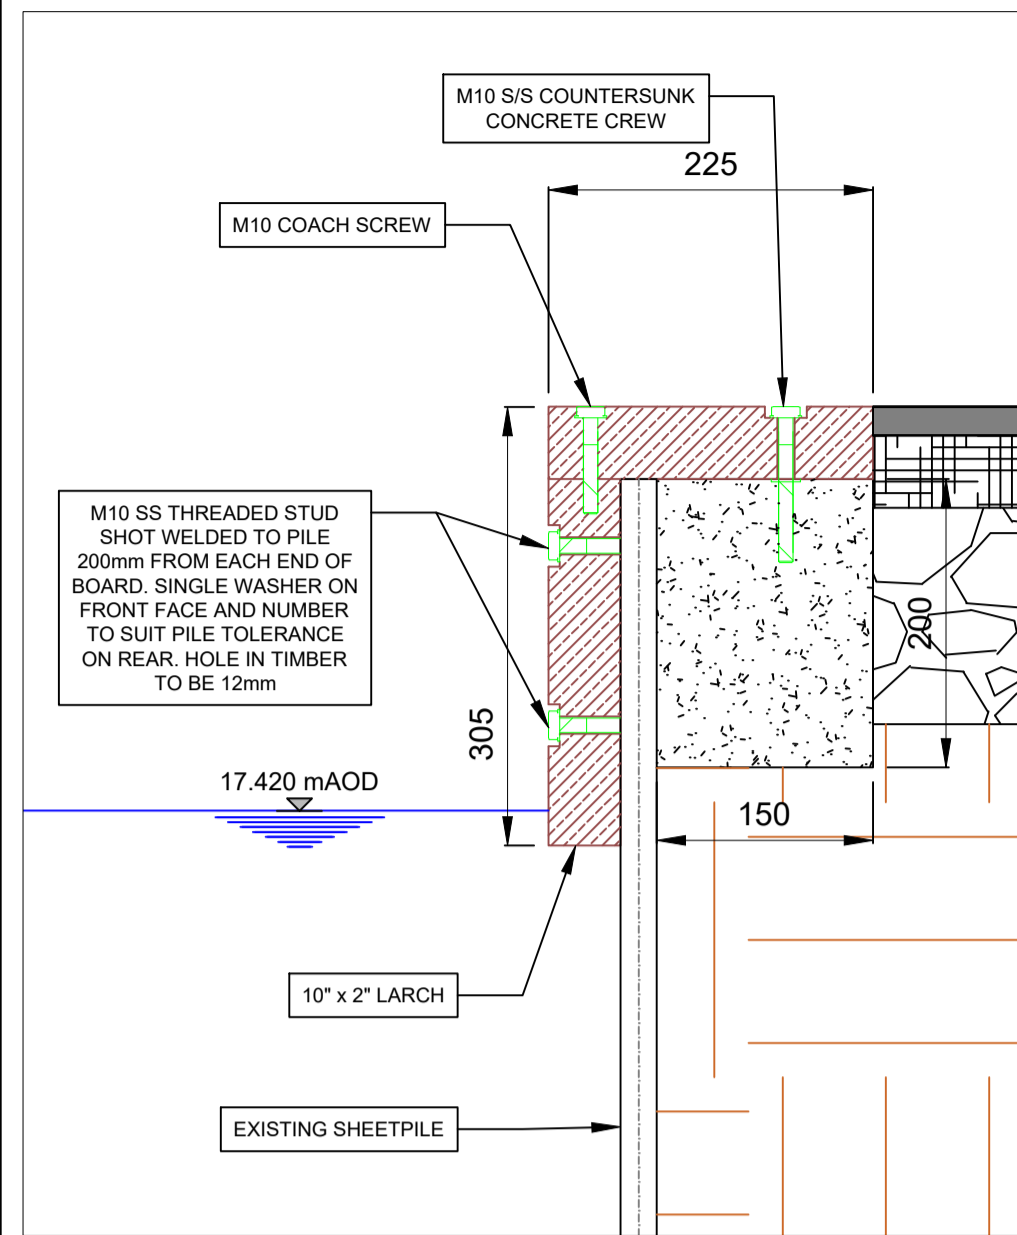 M10 S/S COUNTERSUNK
CONCRETE CREW
225
M10 COACH SCREW
M10 SS THREADED STUD
SHOT WELDED TO PILE
200mm FROM EACH END OF
BOARD. SINGLE WASHER ON
FRONT FACE AND NUMBER
TO SUIT PILE TOLERANCE
ON REAR. HOLE IN TIMBER
TO BE 12mm
305
200
17.420 mAOD
150
10" x 2" LARCH
EXISTING SHEETPILE